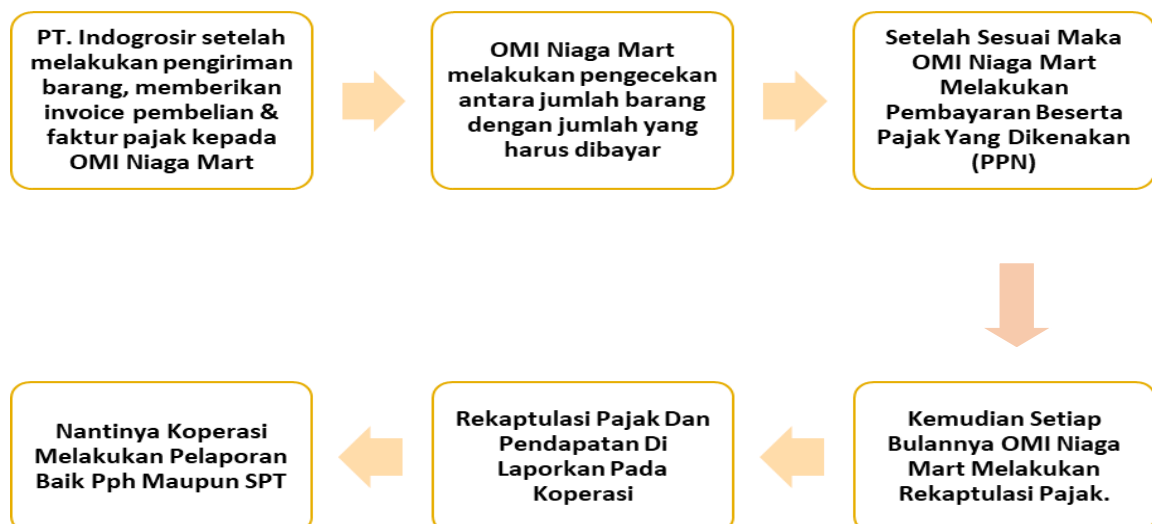 PT. Indogrosir setelah
melakukan pengiriman
barang, memberikan
invoice pembelian &
faktur pajak kepada
OMI Niaga Mart
OMI Niaga Mart
melakukan pengecekan
antara jumlah barang
dengan jumlah yang
harus dibayar
Setelah Sesuai Maka
OMI Niaga Mart
Melakukan
Pembayaran Beserta
Pajak Yang Dikenakan
(PPN)
Kemudian Setiap
Bulannya OMI Niaga
Mart Melakukan
Rekaptulasi Pajak.
Rekaptulasi Pajak Dan
Pendapatan Di
Laporkan Pada
Koperasi
Nantinya Koperasi
Melakukan Pelaporan
Baik Pph Maupun SPT